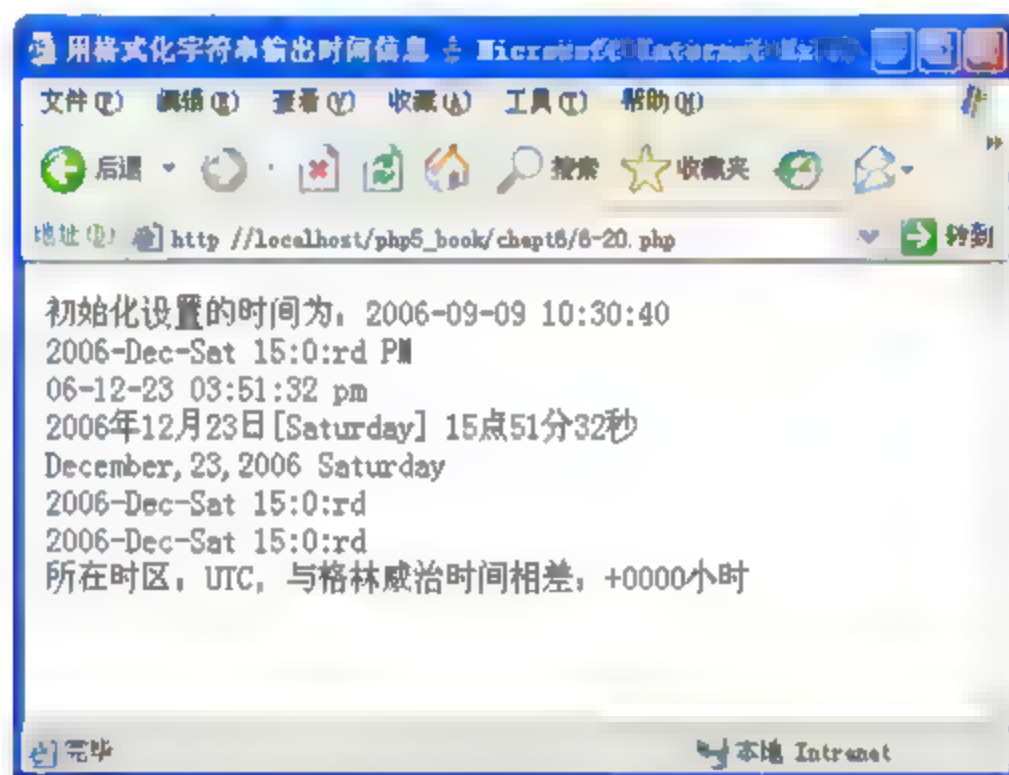 用格式化字符串输出时间信息 - Microsoft Internet
文件(F) 编辑(E) 查看(V) 收藏(A) 工具(T) 帮助(H)
后退 搜索 收藏夹
地址(D) http //localhost/php5_book/chapt6/6-20.php 转到
初始化设置的时间为：2006-09-09 10:30:40
2006-Dec-Sat 15:0:rd PM
06-12-23 03:51:32 pm
2006年12月23日[Saturday] 15点51分32秒
December,23,2006 Saturday
2006-Dec-Sat 15:0:rd
2006-Dec-Sat 15:0:rd
所在时区：UTC，与格林威治时间相差：+0000小时
完毕 本地 Intranet